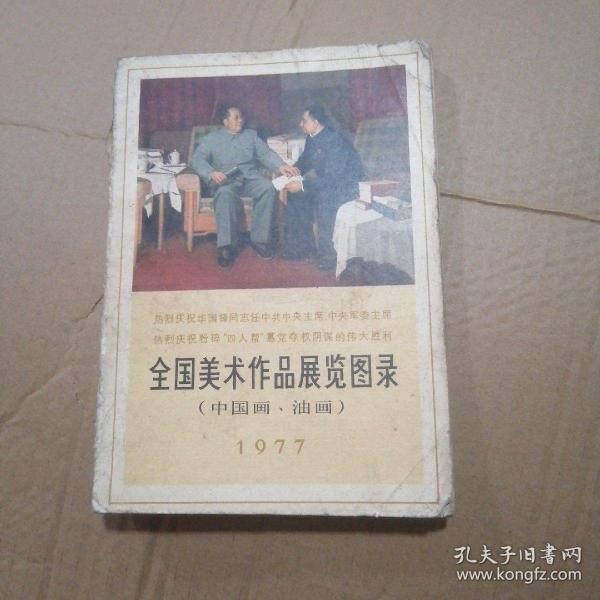 热烈庆祝华国锋同志任中共中央主席、中央军委主席
热烈庆祝粉碎“四人帮”篡党夺权阴谋的伟大胜利
全国美术作品展览图录
（中国画、油画）
1977
孔夫子旧书网
www.kongfz.com